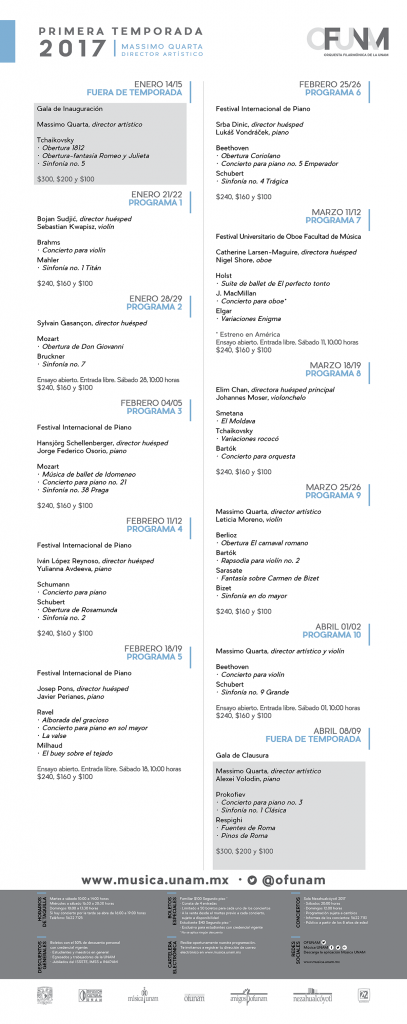 PRIMERA TEMPORADA
2017
MASSIMO QUARTA
DIRECTOR ARTÍSTICO
OFUNAM
ORQUESTA FILARMÓNICA DE LA UNAM
ENERO 14/15
FUERA DE TEMPORADA
Gala de Inauguración
Massimo Quarta, director artístico
Tchaikovsky
· Obertura 1812
· Obertura-fantasía Romeo y Julieta
· Sinfonía no. 5
$300, $200 y $100
ENERO 21/22
PROGRAMA 1
Bojan Sudjić, director huésped
Sebastian Kwapisz, violín
Brahms
· Concierto para violín
Mahler
· Sinfonía no. 1 Titán
$240, $160 y $100
ENERO 28/29
PROGRAMA 2
Sylvain Gasançon, director huésped
Mozart
· Obertura de Don Giovanni
Bruckner
· Sinfonía no. 7
Ensayo abierto. Entrada libre. Sábado 28, 10:00 horas
$240, $160 y $100
FEBRERO 04/05
PROGRAMA 3
Festival Internacional de Piano
Hansjörg Schellenberger, director huésped
Jorge Federico Osorio, piano
Mozart
· Música de ballet de Idomeneo
· Concierto para piano no. 21
· Sinfonía no. 38 Praga
$240, $160 y $100
FEBRERO 11/12
PROGRAMA 4
Festival Internacional de Piano
Iván López Reynoso, director huésped
Yulianna Avdeeva, piano
Schumann
· Concierto para piano
Schubert
· Obertura de Rosamunda
· Sinfonía no. 2
$240, $160 y $100
FEBRERO 18/19
PROGRAMA 5
Festival Internacional de Piano
Josep Pons, director huésped
Javier Perianes, piano
Ravel
· Alborada del gracioso
· Concierto para piano en sol mayor
· La valse
Milhaud
· El buey sobre el tejado
Ensayo abierto. Entrada libre. Sábado 18, 10:00 horas
$240, $160 y $100
FEBRERO 25/26
PROGRAMA 6
Festival Internacional de Piano
Srba Dinic, director huésped
Lukáš Vondráček, piano
Beethoven
· Obertura Coriolano
· Concierto para piano no. 5 Emperador
Schubert
· Sinfonía no. 4 Trágica
$240, $160 y $100
MARZO 11/12
PROGRAMA 7
Festival Universitario de Oboe Facultad de Música
Catherine Larsen-Maguire, directora huésped
Nigel Shore, oboe
Holst
· Suite de ballet de El perfecto tonto
J. MacMillan
· Concierto para oboe*
Elgar
· Variaciones Enigma
* Estreno en América
Ensayo abierto. Entrada libre. Sábado 11, 10:00 horas
$240, $160 y $100
MARZO 18/19
PROGRAMA 8
Elim Chan, directora huésped principal
Johannes Moser, violonchelo
Smetana
· El Moldava
Tchaikovsky
· Variaciones rococó
Bartók
· Concierto para orquesta
$240, $160 y $100
MARZO 25/26
PROGRAMA 9
Massimo Quarta, director artístico
Leticia Moreno, violín
Berlioz
· Obertura El carnaval romano
Bartók
· Rapsodia para violín no. 2
Sarasate
· Fantasía sobre Carmen de Bizet
Bizet
· Sinfonía en do mayor
$240, $160 y $100
ABRIL 01/02
PROGRAMA 10
Massimo Quarta, director artístico y violín
Beethoven
· Concierto para violín
Schubert
· Sinfonía no. 9 Grande
Ensayo abierto. Entrada libre. Sábado 01, 10:00 horas
$240, $160 y $100
ABRIL 08/09
FUERA DE TEMPORADA
Gala de Clausura
Massimo Quarta, director artístico
Alexei Volodin, piano
Prokofiev
· Concierto para piano no. 3
· Sinfonía no. 1 Clásica
Respighi
· Fuentes de Roma
· Pinos de Roma
$300, $200 y $100
www.musica.unam.mx · @ofunam